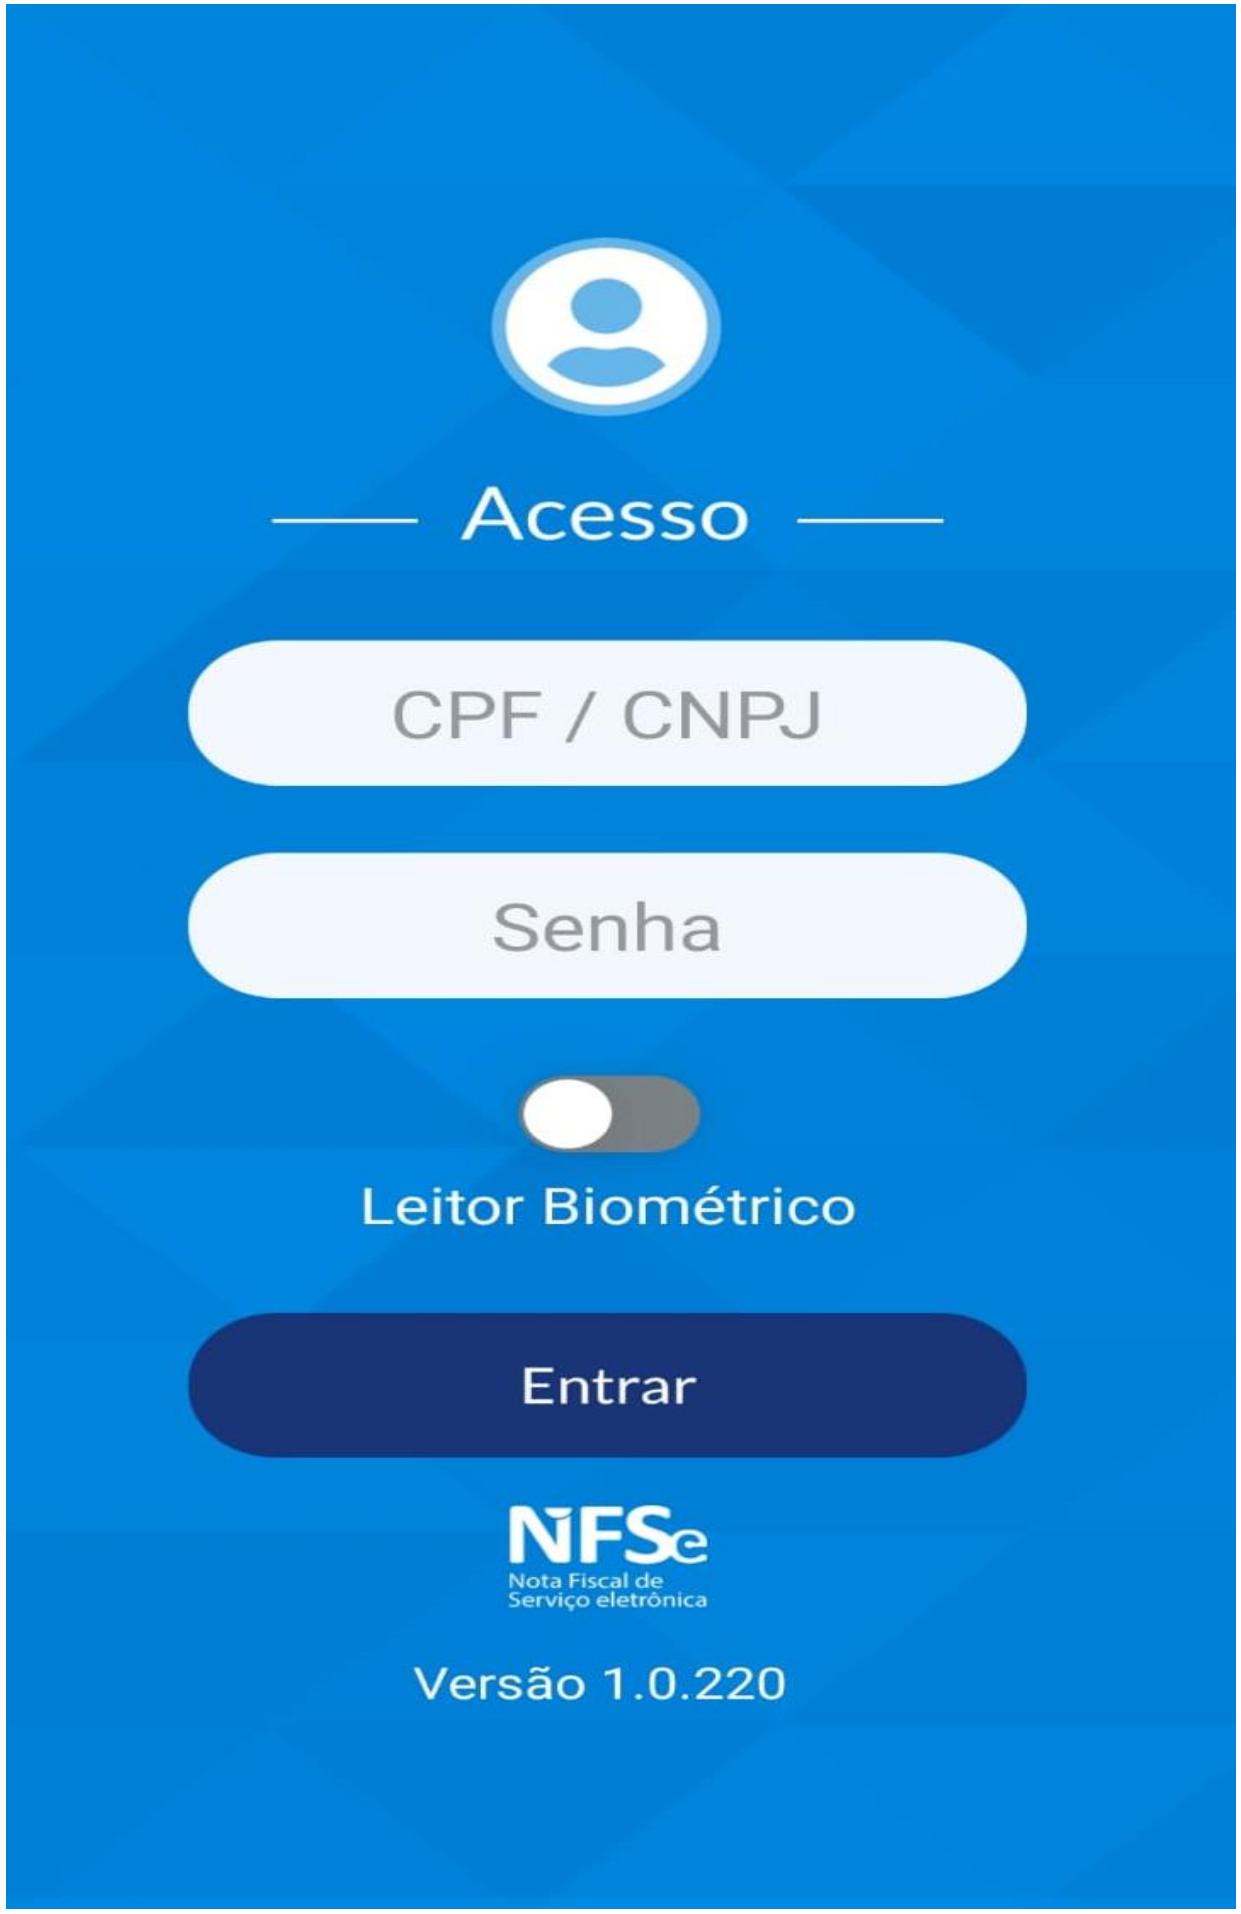 Acesso
CPF / CNPJ
Senha
Leitor Biométrico
Entrar
NFSe
Nota Fiscal de
Serviço eletrônica
Versão 1.0.220